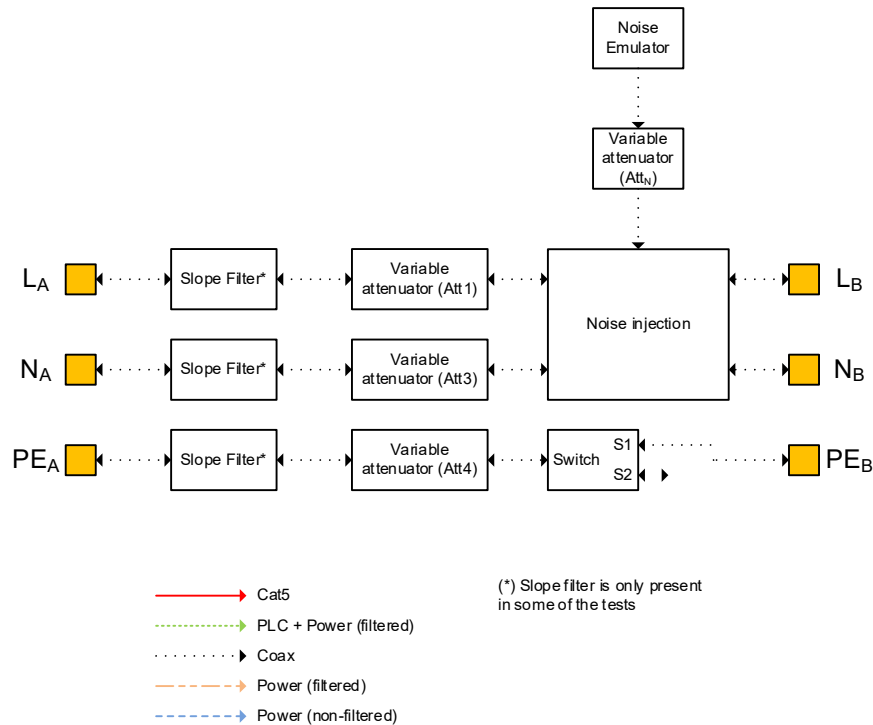 Noise
Emulator
Variable
attenuator
(AttN)
LA
Slope Filter*
Variable
attenuator (Att1)
Noise injection
LB
NA
Slope Filter*
Variable
attenuator (Att3)
NB
PEA
Slope Filter*
Variable
attenuator (Att4)
Switch
S1
S2
PEB
Cat5
PLC + Power (filtered)
Coax
Power (filtered)
Power (non-filtered)
(*) Slope filter is only present
in some of the tests